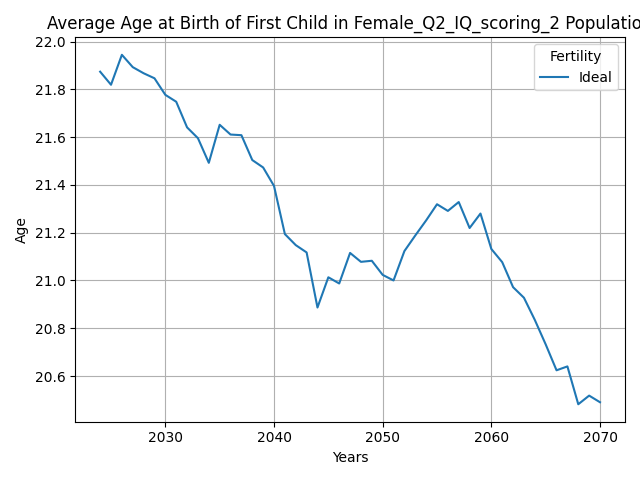 Average Age at Birth of First Child in Female_Q2_IQ_scoring_2 Populatio
Fertility
Ideal
22.0
21.8
21.6
21.4
21.2
21.0
20.8
20.6
Age
2030 2040 2050 2060 2070
Years